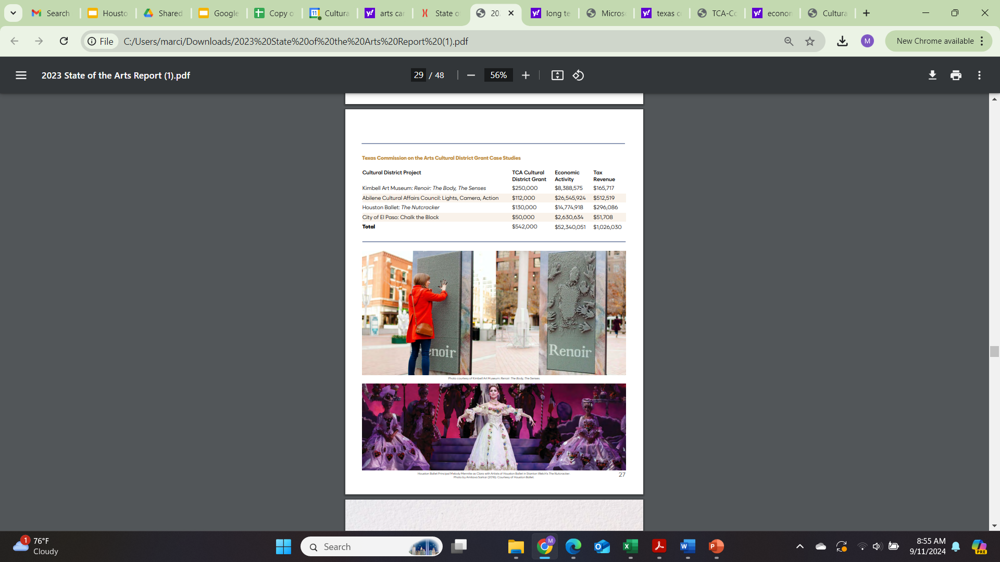 Search
Housto
Shared
Google
Copy o
Cultura
arts car
State o
20
long te
Micros
texas c
TCA-Co
econon
Cultura
File
C:/Users/marci/Downloads/2023%20State%20of%20the%20Arts%20Report%20(1).pdf
M
New Chrome available
2023 State of the Arts Report (1).pdf
29 / 48
56%
Texas Commission on the Arts Cultural District Grant Case Studies
Cultural District Project TCA Cultural District Grant Economic Activity Tax Revenue
Kimbell Art Museum: Renoir: The Body, The Senses $250,000 $8,388,575 $165,717
Abilene Cultural Affairs Council: Lights, Camera, Action $112,000 $26,545,924 $512,519
Houston Ballet: The Nutcracker $130,000 $14,774,918 $296,086
City of El Paso: Chalk the Block $50,000 $2,630,634 $51,708
Total $542,000 $52,340,051 $1,026,030
enoir
Renoir
Photo courtesy of Kimbell Art Museum: Renoir: The Body, The Senses.
Houston Ballet Principal Melody Mennite as Clara with Artists of Houston Ballet in Stanton Welch's The Nutcracker.
Photo by Amitava Sarkar (2016). Courtesy of Houston Ballet.
27
1
76°F
Cloudy
Search
M
8:55 AM
9/11/2024
PRE